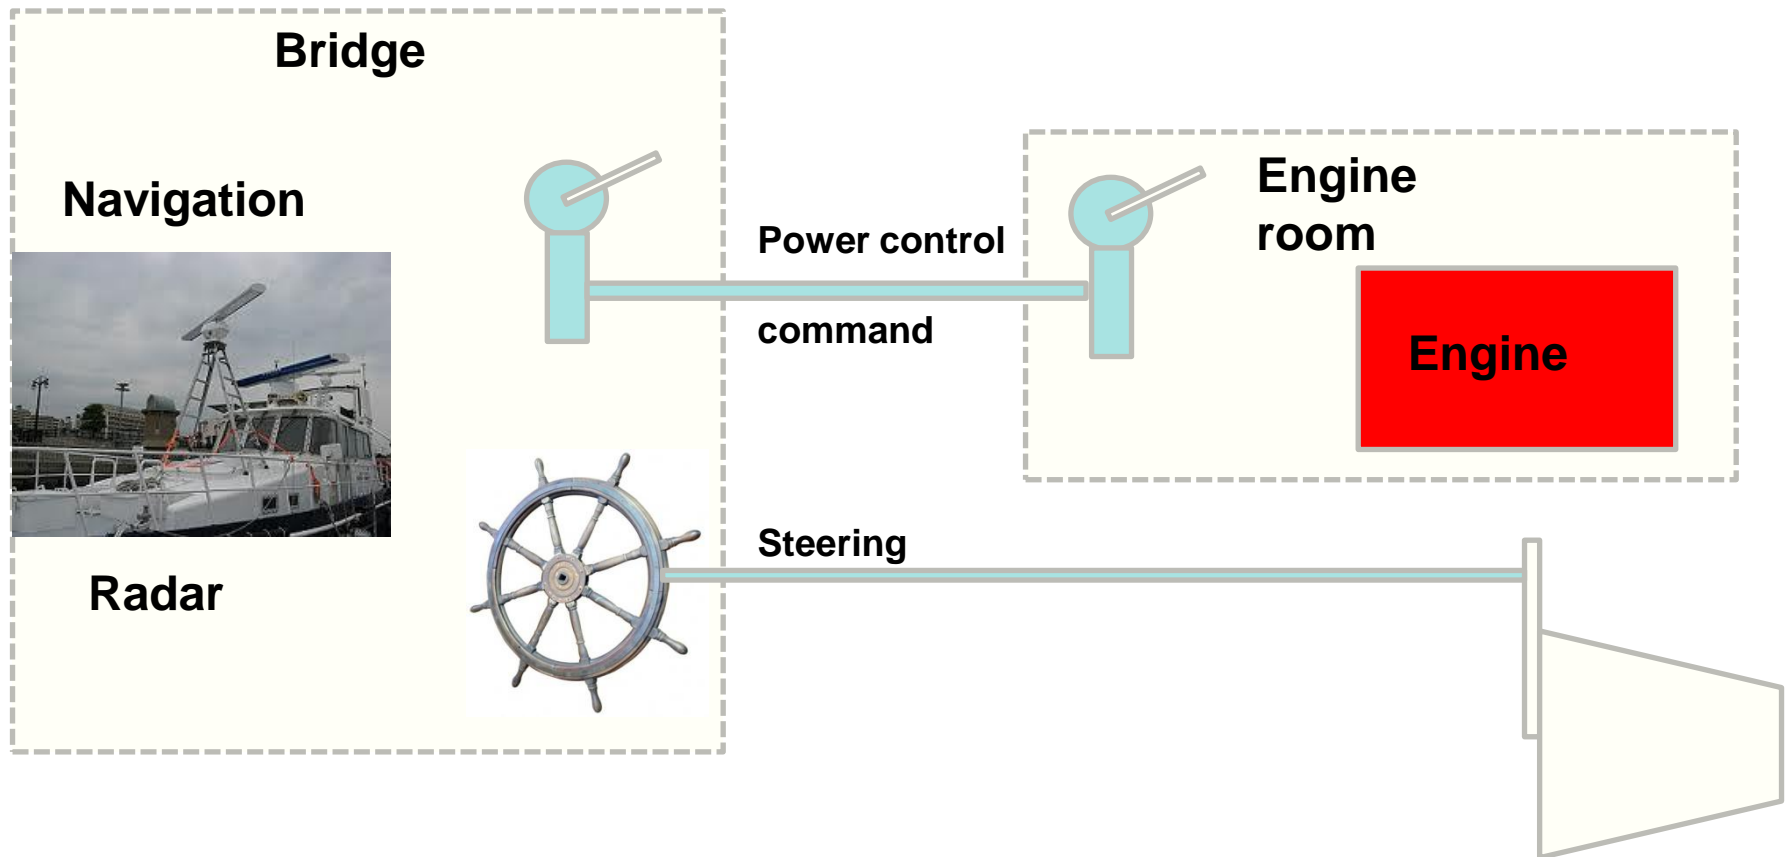 Bridge
Navigation
Radar
Power control
command
Steering
Engine
room
Engine